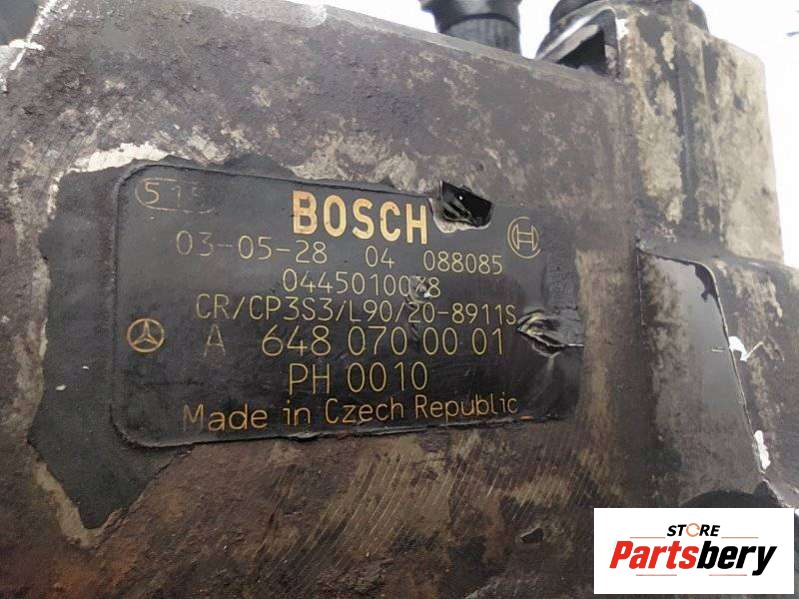 BOSCH
03-05-28 04 088085
CR/CP3S3/L90/20-8911S
A 648 070 00 01
PH 0010
Made in Czech Republic
STORE
Partsbery